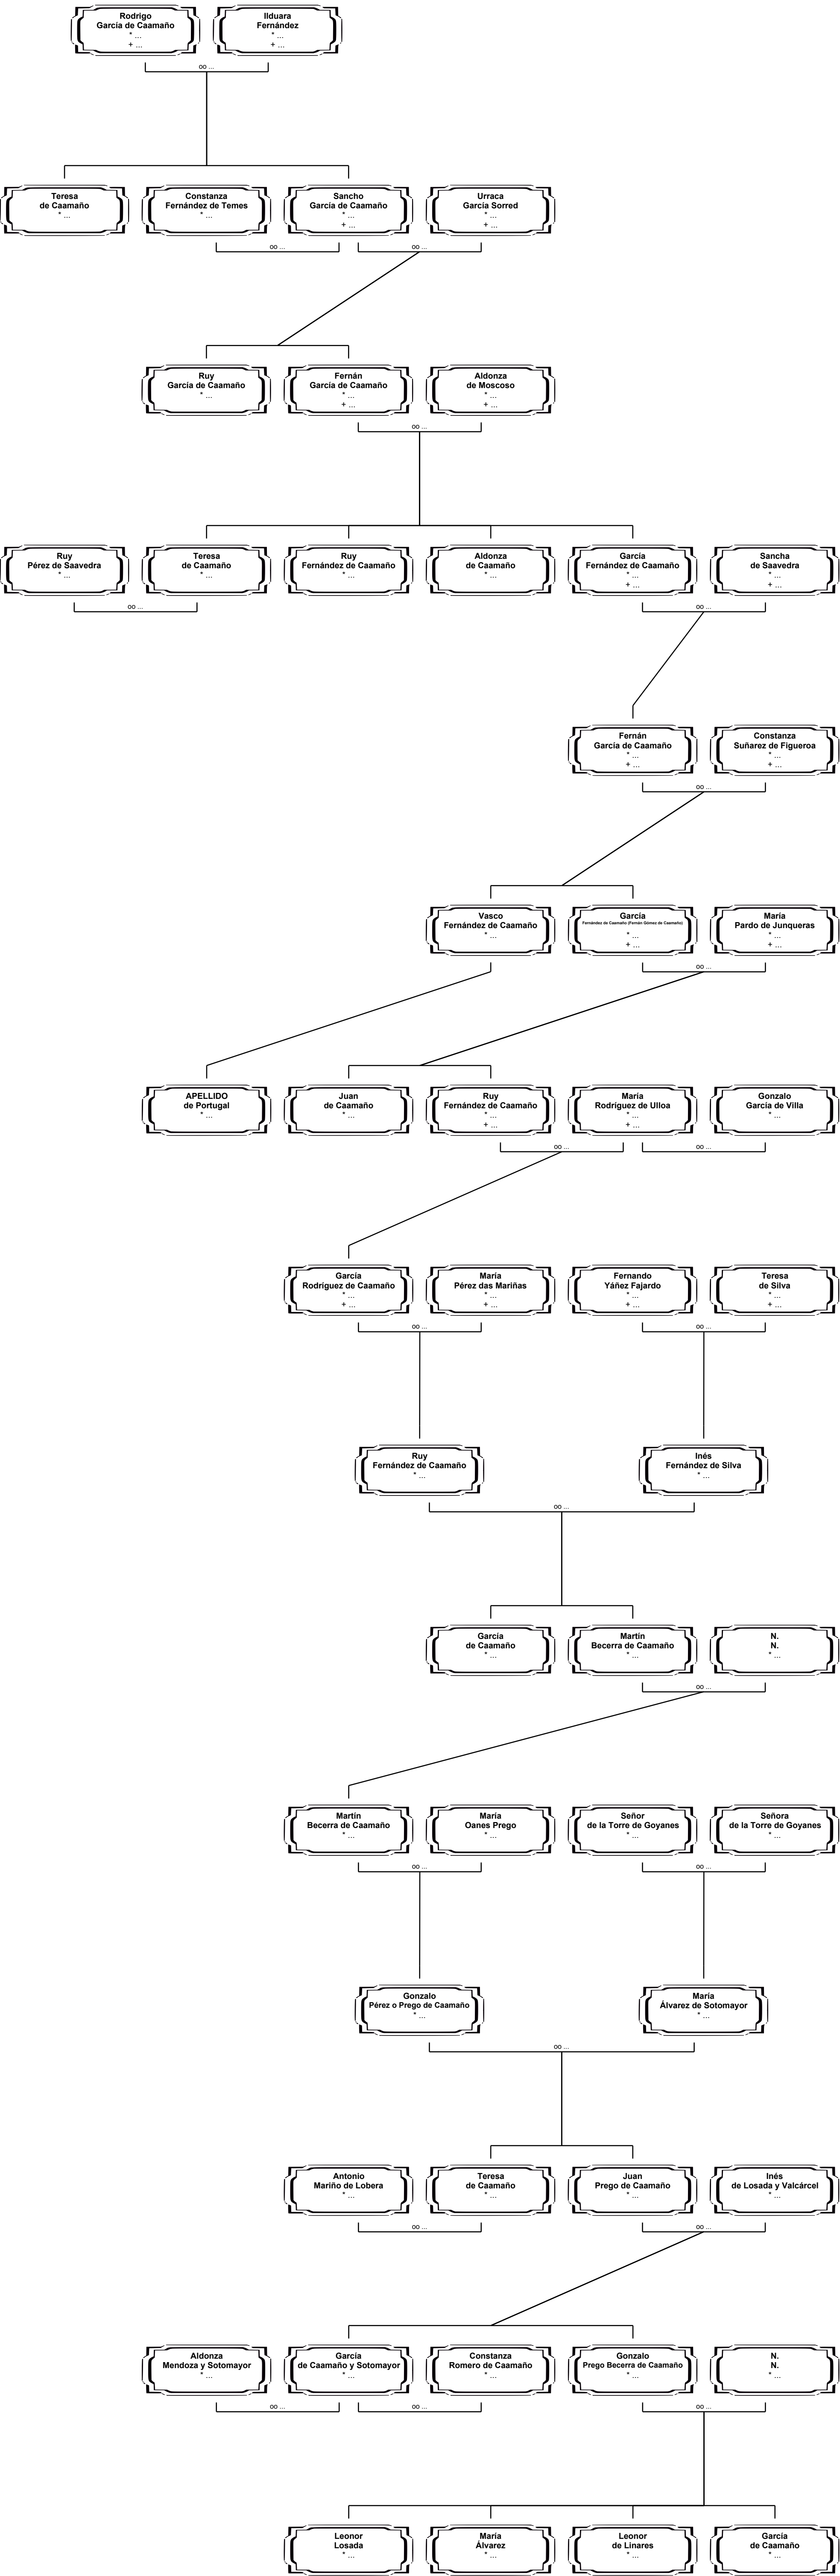 Rodrigo
García de Caamaño
* ...
+ ...
Ilduara
Fernández
* ...
+ ...
oo ...
Teresa
de Caamaño
* ...
Constanza
Fernández de Temes
* ...
Sancho
García de Caamaño
* ...
+ ...
Urraca
García Sorred
* ...
+ ...
oo ...
oo ...
Ruy
García de Caamaño
* ...
Fernán
García de Caamaño
* ...
+ ...
Aldonza
de Moscoso
* ...
+ ...
oo ...
Ruy
Pérez de Saavedra
* ...
Teresa
de Caamaño
* ...
Ruy
Fernández de Caamaño
* ...
Aldonza
de Caamaño
* ...
García
Fernández de Caamaño
* ...
+ ...
Sancha
de Saavedra
* ...
+ ...
oo ...
oo ...
Fernán
García de Caamaño
* ...
+ ...
Constanza
Suñarez de Figueroa
* ...
+ ...
oo ...
Vasco
Fernández de Caamaño
* ...
García
Fernández de Caamaño (Fernán Gómez de Caamaño)
* ...
+ ...
María
Pardo de Junqueras
* ...
+ ...
oo ...
APELLIDO
de Portugal
* ...
Juan
de Caamaño
* ...
Ruy
Fernández de Caamaño
* ...
+ ...
María
Rodríguez de Ulloa
* ...
+ ...
Gonzalo
García de Villa
* ...
oo ...
oo ...
García
Rodríguez de Caamaño
* ...
+ ...
María
Pérez das Mariñas
* ...
+ ...
Fernando
Yáñez Fajardo
* ...
+ ...
Teresa
de Silva
* ...
+ ...
oo ...
oo ...
Ruy
Fernández de Caamaño
* ...
Inés
Fernández de Silva
* ...
oo ...
García
de Caamaño
* ...
Martín
Becerra de Caamaño
* ...
N.
N.
* ...
oo ...
Martín
Becerra de Caamaño
* ...
María
Oanes Prego
* ...
Señor
de la Torre de Goyanes
* ...
Señora
de la Torre de Goyanes
* ...
oo ...
oo ...
Gonzalo
Pérez o Prego de Caamaño
* ...
María
Álvarez de Sotomayor
* ...
oo ...
Antonio
Mariño de Lobera
* ...
Teresa
de Caamaño
* ...
Juan
Prego de Caamaño
* ...
Inés
de Losada y Valcárcel
* ...
oo ...
oo ...
Aldonza
Mendoza y Sotomayor
* ...
García
de Caamaño y Sotomayor
* ...
Constanza
Romero de Caamaño
* ...
Gonzalo
Prego Becerra de Caamaño
* ...
N.
N.
* ...
oo ...
oo ...
oo ...
Leonor
Losada
* ...
María
Álvarez
* ...
Leonor
de Linares
* ...
García
de Caamaño
* ...